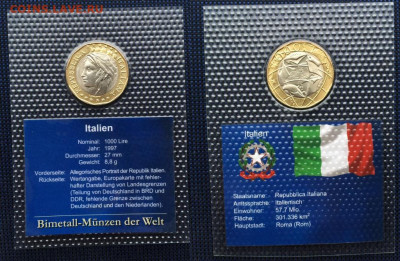 Italien
Nominal: 1000 Lire
Jahr: 1997
Durchmesser: 27 mm
Gewicht: 8,8 g
Vorderseite: Allegorisches Portrait der Republik Italien.
Rückseite: Wertangabe, Europakarte mit fehler-
hafter Darstellung von Landesgrenzen
(Teilung von Deutschland in BRD und
DDR, fehlende Grenze zwischen
Deutschland und den Niederlanden).
Bimetall-Münzen der Welt
Italien
Staatsname: Repubblica Italiana
Amtssprache: Italienisch
Einwohner: 57,7 Mio.
Fläche: 301.336 km²
Hauptstadt: Roma (Rom)